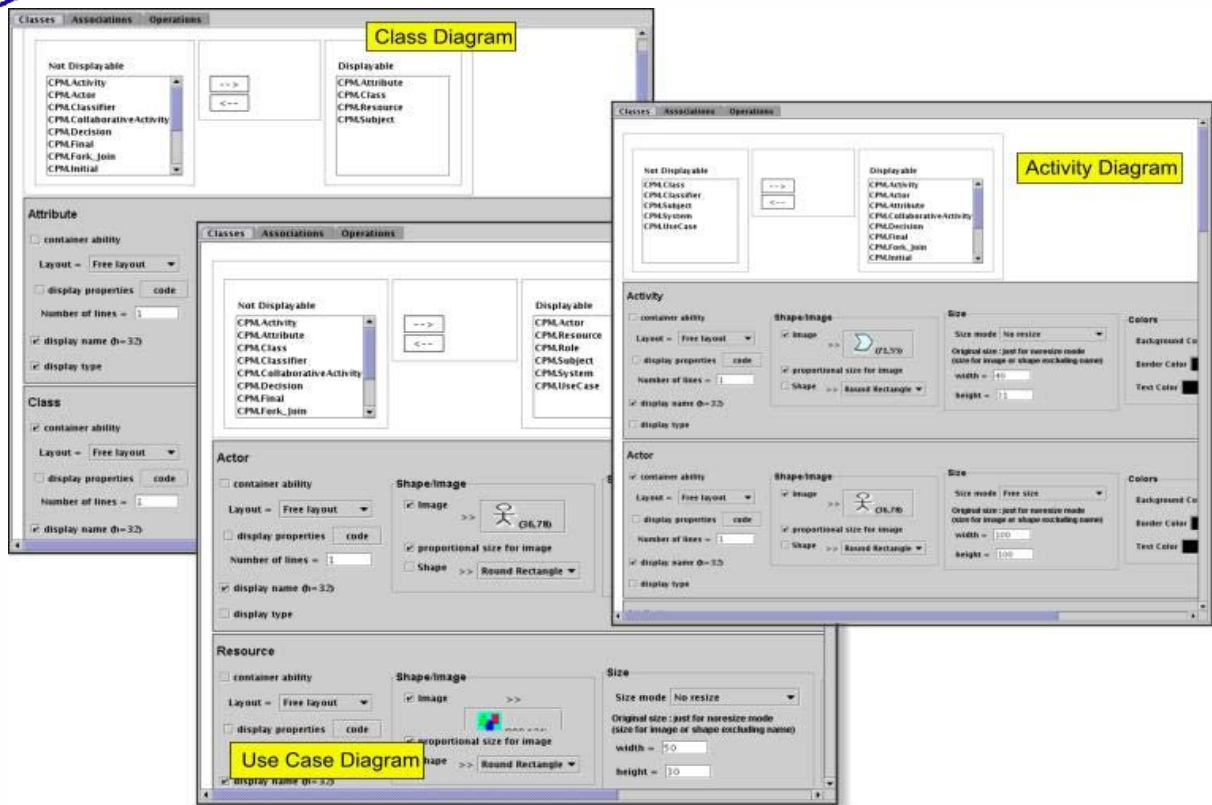 Classes Associations Operations
Class Diagram
Not Displayable
CPM.Activity
CPM.Actor
CPM.Classifier
CPM.CollaborativeActivity
CPM.Decision
CPM.Final
CPM.Fork_Join
CPM.Initial
-->
<--
Displayable
CPM.Attribute
CPM.Class
CPM.Resource
CPM.Subject
Attribute
container ability
Layout = Free layout
display properties code
Number of lines = 1
display name (h=32)
display type
Class
container ability
Layout = Free layout
display properties code
Number of lines = 1
display name (h=32)
Classes Associations Operations
Not Displayable
CPM.Activity
CPM.Attribute
CPM.Class
CPM.Classifier
CPM.CollaborativeActivity
CPM.Decision
CPM.Final
CPM.Fork_Join
-->
<--
Displayable
CPM.Actor
CPM.Resource
CPM.Role
CPM.Subject
CPM.System
CPM.UseCase
Actor
container ability
Layout = Free layout
display properties code
Number of lines = 1
display name (h=32)
display type
Shape/Image
Image
>> (36,78)
proportional size for image
Shape >> Round Rectangle
Resource
container ability
Layout = Free layout
display properties code
display name (h=32)
Shape/Image
Image >>
proportional size for image
Shape >> Round Rectangle
Size
Size mode No resize
Original size : just for noresize mode
(size for image or shape excluding name)
width = 50
height = 30
Use Case Diagram
Classes Associations Operations
Activity Diagram
Not Displayable
CPM.Class
CPM.Classifier
CPM.Subject
CPM.System
CPM.UseCase
-->
<--
Displayable
CPM.Activity
CPM.Actor
CPM.Attribute
CPM.CollaborativeActivity
CPM.Decision
CPM.Final
CPM.Fork_Join
CPM.Initial
Activity
container ability
Layout = Free layout
display properties code
Number of lines = 1
display name (h=32)
display type
Shape/Image
Image
>> (71,55)
proportional size for image
Shape >> Round Rectangle
Size
Size mode No resize
Original size : just for noresize mode
(size for image or shape excluding name)
width = 40
height =
Colors
Background Co
Border Color
Text Color
Actor
container ability
Layout = Free layout
display properties code
Number of lines = 1
display name (h=32)
display type
Shape/Image
Image
>> (36,78)
proportional size for image
Shape >> Round Rectangle
Size
Size mode Free size
Original size : just for noresize mode
(size for image or shape excluding name)
width = 100
height = 100
Colors
Background Co
Border Color
Text Color